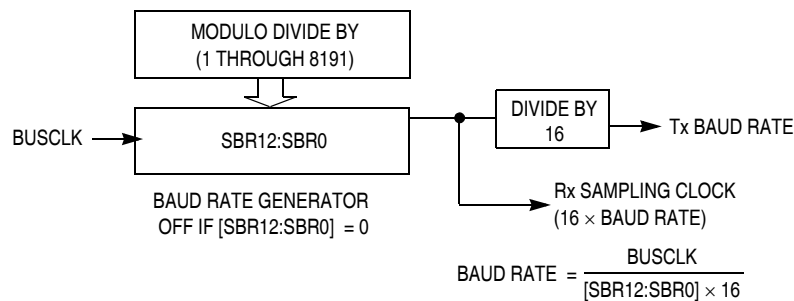 MODULO DIVIDE BY
(1 THROUGH 8191)
BUSCLK
SBR12:SBR0
DIVIDE BY
16
Tx BAUD RATE
BAUD RATE GENERATOR
OFF IF [SBR12:SBR0] = 0
Rx SAMPLING CLOCK
(16 × BAUD RATE)
BAUD RATE =
BUSCLK
[SBR12:SBR0] × 16